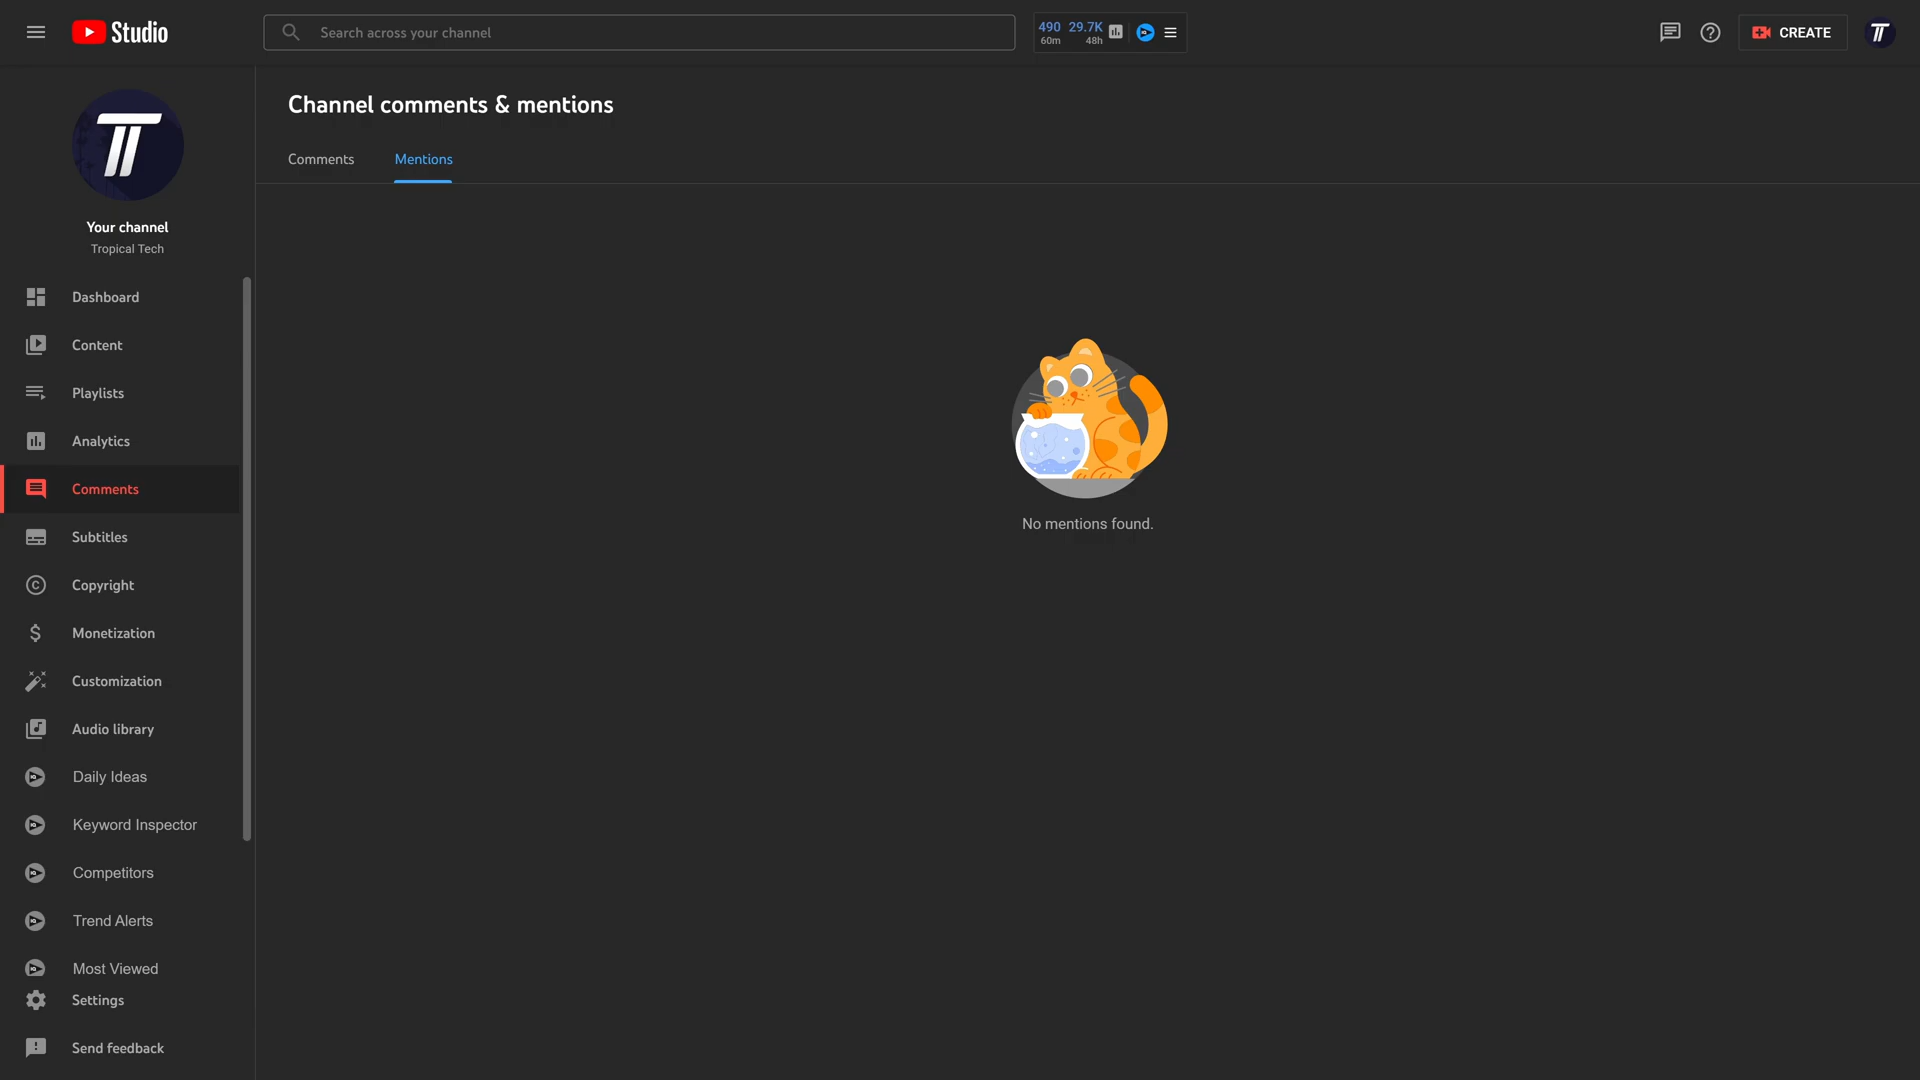 Studio
Search across your channel
490 29.7K
60m 48h
CREATE
TT
TT
Your channel
Tropical Tech
Dashboard
Content
Playlists
Analytics
Comments
Subtitles
Copyright
Monetization
Customization
Audio library
Daily Ideas
Keyword Inspector
Competitors
Trend Alerts
Most Viewed
Settings
Send feedback
Channel comments & mentions
Comments Mentions
No mentions found.